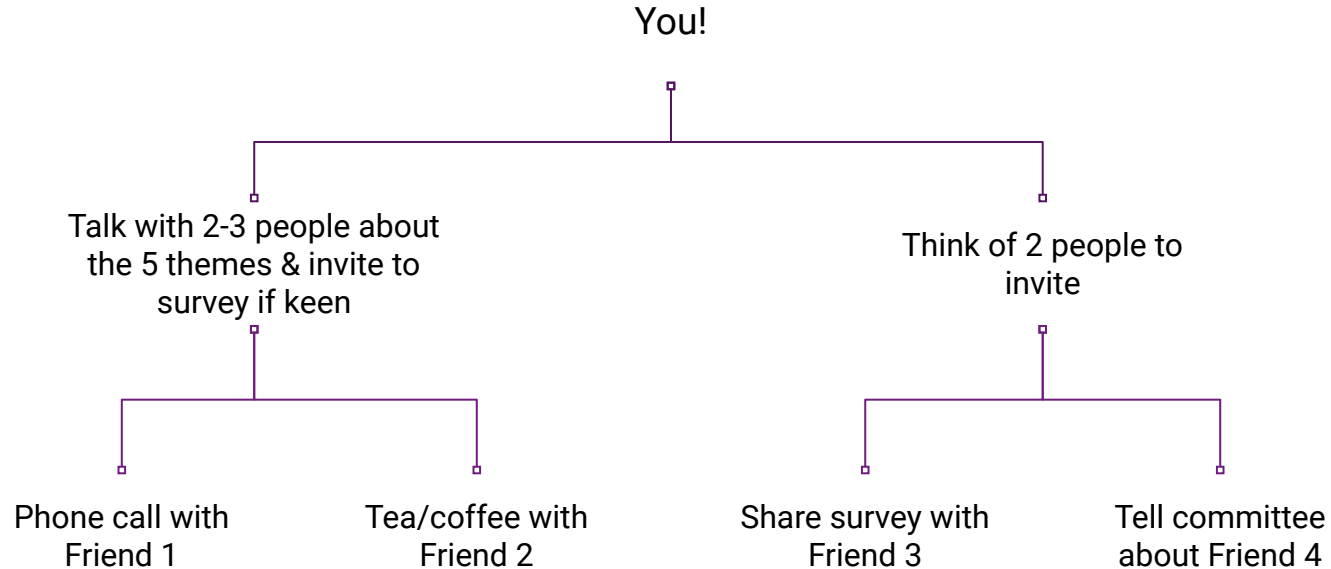 You!
Talk with 2-3 people about
the 5 themes & invite to
survey if keen
Think of 2 people to
invite
Phone call with
Friend 1
Tea/coffee with
Friend 2
Share survey with
Friend 3
Tell committee
about Friend 4